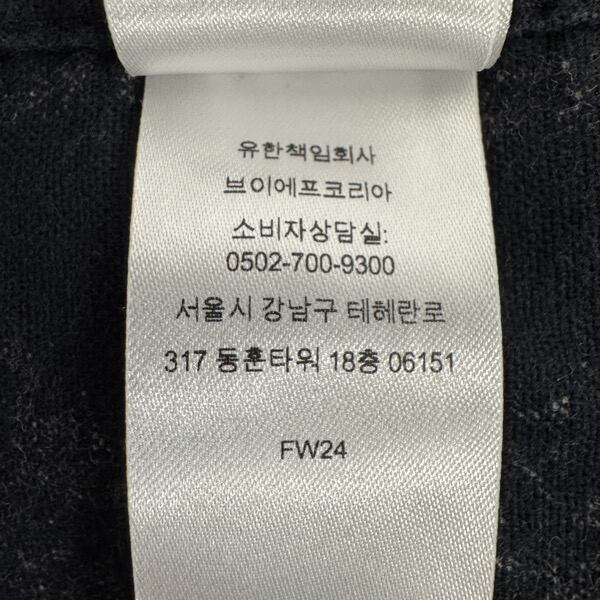 유한책임회사
브이에프코리아
소비자상담실:
0502-700-9300
서울시 강남구 테헤란로
317 동훈타워 18층 06151
FW24